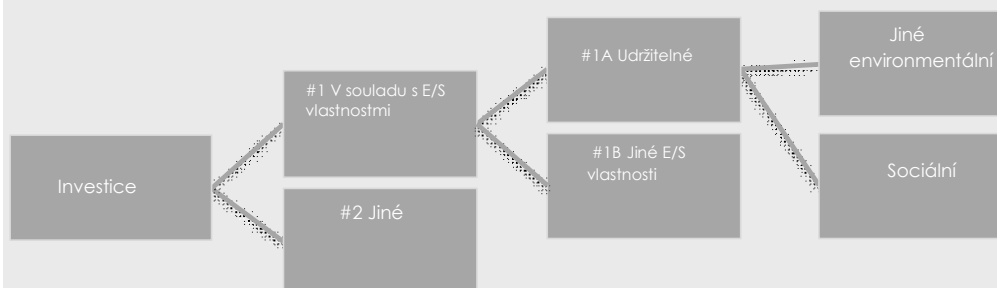 Investice
#1 V souladu s E/S
vlastnostmi
#2 Jiné
#1A Udržitelné
#1B Jiné E/S
vlastnosti
Jiné
environmentální
Sociální